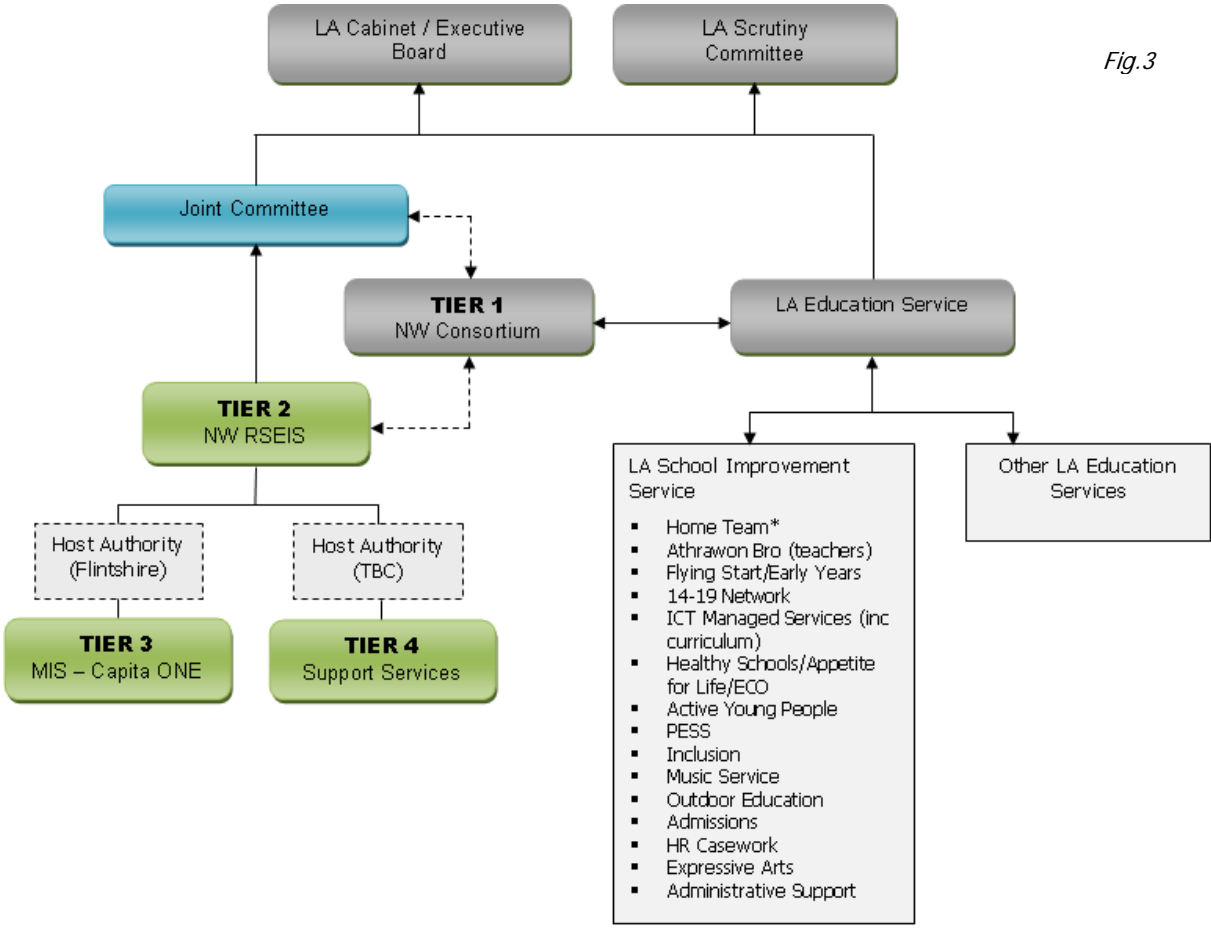 LA Cabinet / Executive
Board
LA Scrutiny
Committee
Fig.3
Joint Committee
TIER 1
NW Consortium
LA Education Service
TIER 2
NW RSEIS
Host Authority
(Flintshire)
Host Authority
(TBC)
TIER 3
MIS – Capita ONE
TIER 4
Support Services
LA School Improvement
Service
▪ Home Team*
▪ Athrawon Bro (teachers)
▪ Flying Start/Early Years
▪ 14-19 Network
▪ ICT Managed Services (inc
curriculum)
▪ Healthy Schools/Appetite
for Life/ECO
▪ Active Young People
▪ PESS
▪ Inclusion
▪ Music Service
▪ Outdoor Education
▪ Admissions
▪ HR Casework
▪ Expressive Arts
▪ Administrative Support
Other LA Education
Services